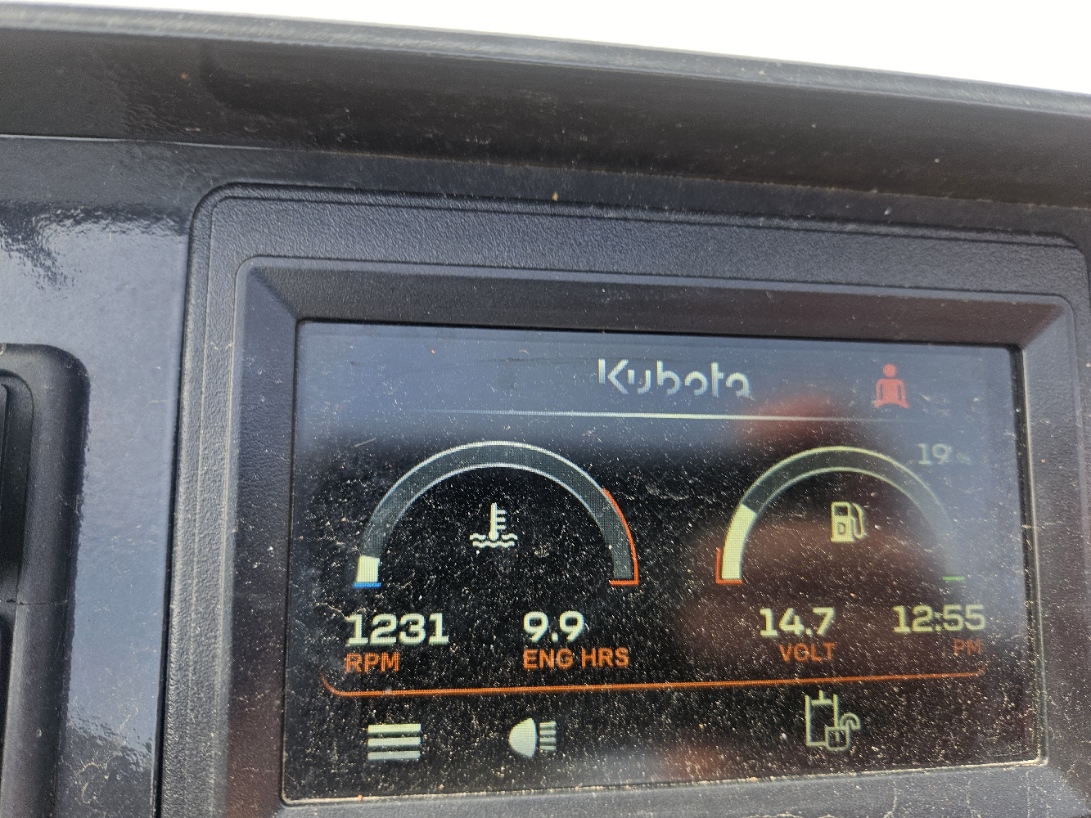 Kubota
19%
D
1231 9.9 14.7 12:55
RPM ENG HRS VOLT PM